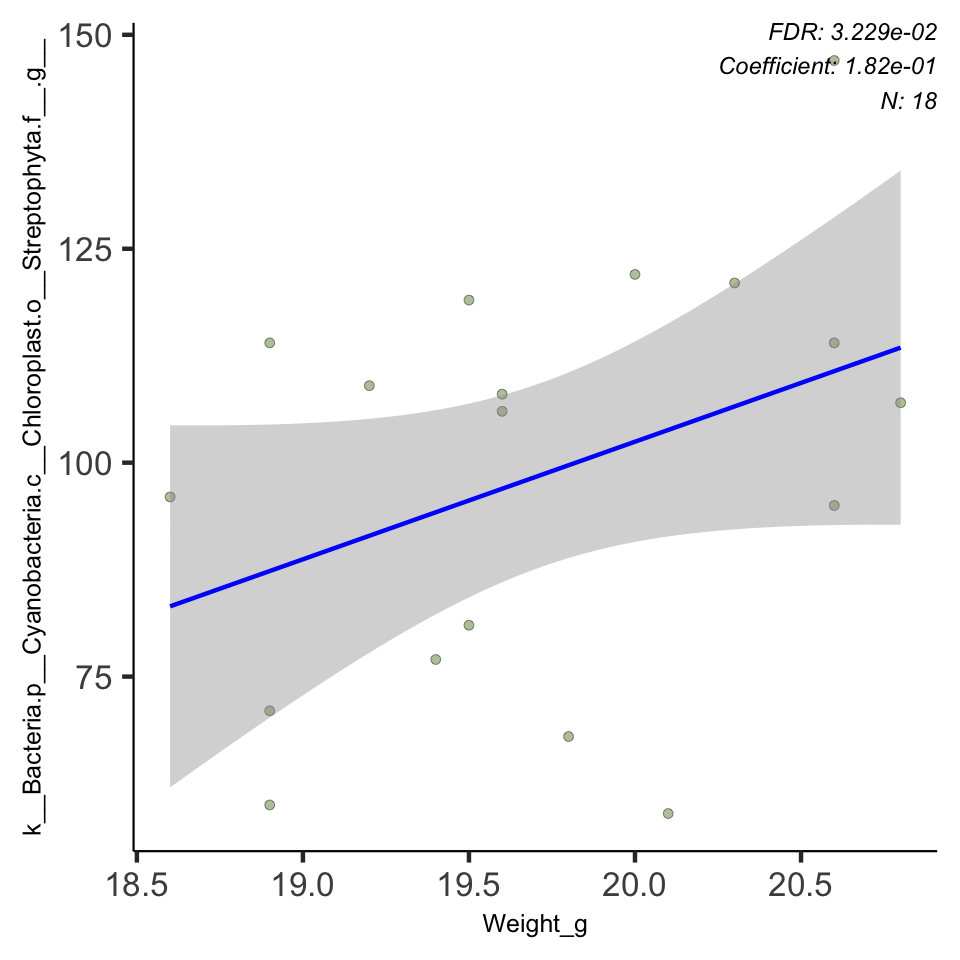 FDR: 3.229e-02
Coefficient: 1.82e-01
N: 18
k__Bacteria.p__Cyanobacteria.c__Chloroplast.o__Streptophyta.f__.g__
150
125
100
75
18.5 19.0 19.5 20.0 20.5
Weight_g